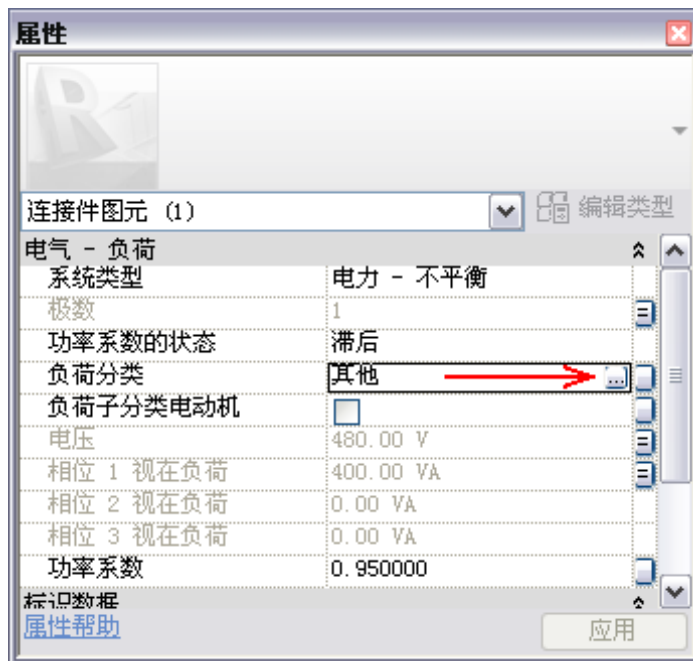 属性
连接件图元 (1) 编辑类型
电气 - 负荷
系统类型 电力 - 不平衡
极数 1 =
功率系数的状态 滞后
负荷分类 其他 ...
负荷子分类电动机
电压 480.00 V =
相位 1 视在负荷 400.00 VA =
相位 2 视在负荷 0.00 VA
相位 3 视在负荷 0.00 VA
功率系数 0.950000
标识数据
属性帮助 应用